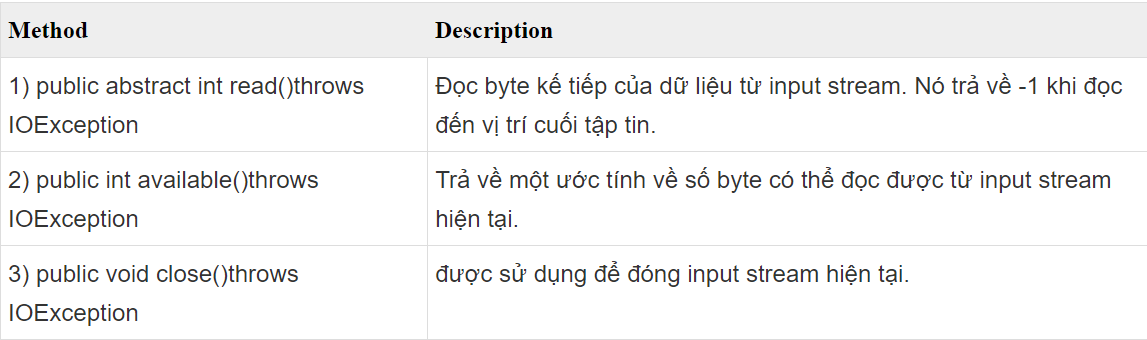 Method Description
1) public abstract int read()throws
IOException
Đọc byte kế tiếp của dữ liệu từ input stream. Nó trả về -1 khi đọc
đến vị trí cuối tập tin.
2) public int available()throws
IOException
Trả về một ước tính về số byte có thể đọc được từ input stream
hiện tại.
3) public void close()throws
IOException
được sử dụng để đóng input stream hiện tại.